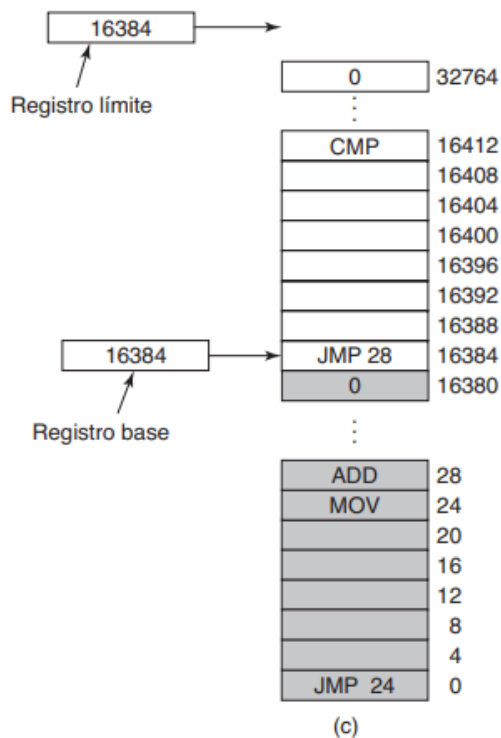 16384
0 32764
Registro límite
⋮
CMP 16412
16408
16404
16400
16396
16392
16388
16384 JMP 28 16384
0 16380
Registro base
⋮
ADD 28
MOV 24
20
16
12
8
4
JMP 24 0
(c)